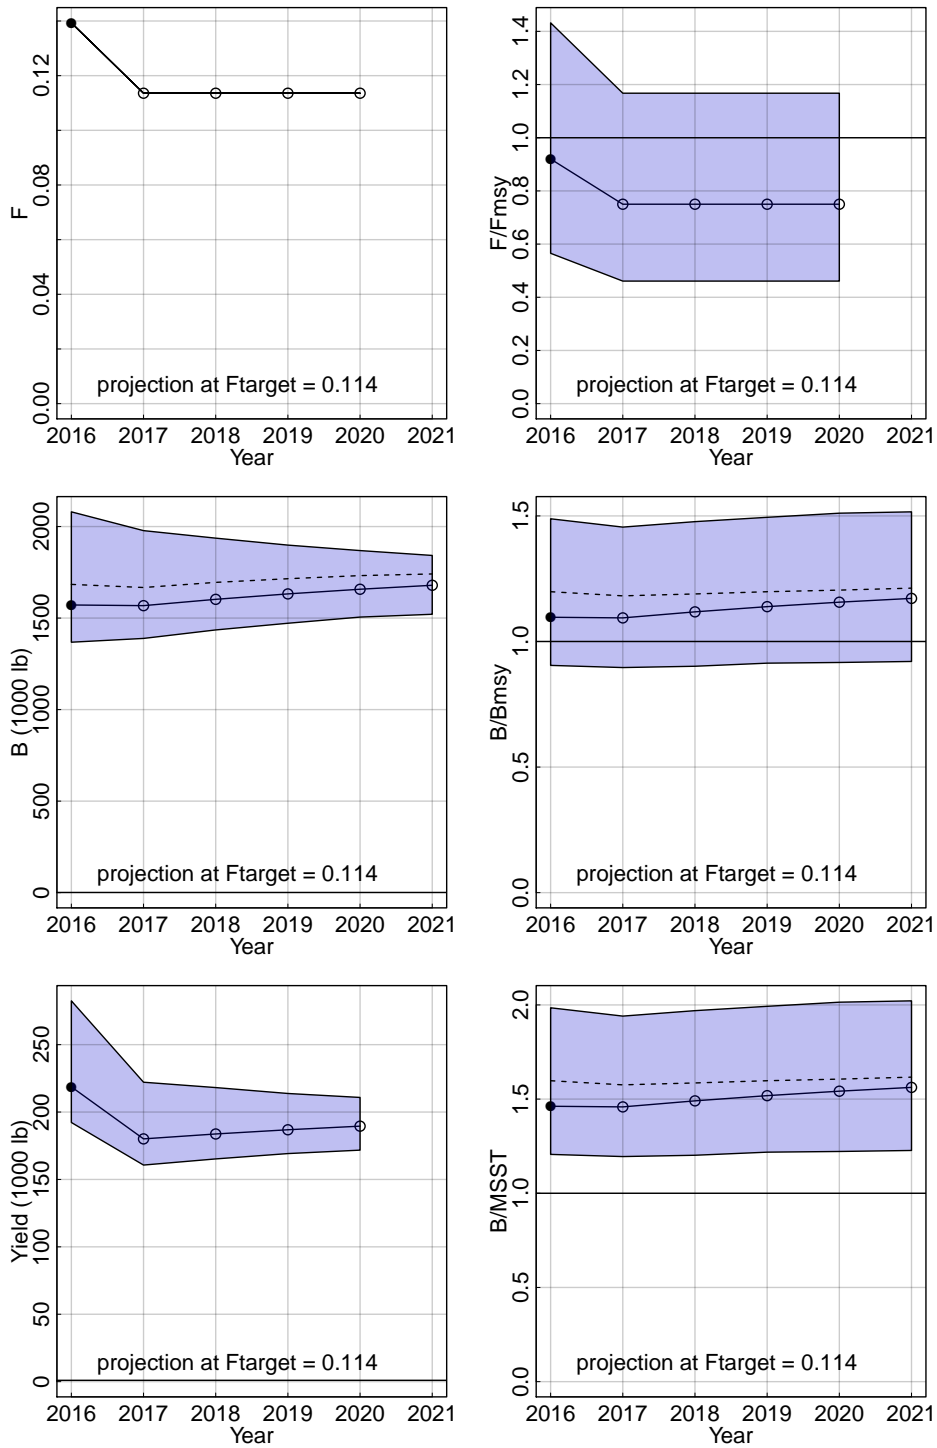 F
0.00
0.04
0.08
0.12
projection at Ftarget = 0.114
2016 2017 2018 2019 2020 2021
Year
F/Fmsy
0.0
0.2
0.4
0.6
0.8
1.0
1.2
1.4
projection at Ftarget = 0.114
2016 2017 2018 2019 2020 2021
Year
B (1000 lb)
0
500
1000
1500
2000
projection at Ftarget = 0.114
2016 2017 2018 2019 2020 2021
Year
B/Bmsy
0.0
0.5
1.0
1.5
projection at Ftarget = 0.114
2016 2017 2018 2019 2020 2021
Year
Yield (1000 lb)
0
50
100
150
200
250
projection at Ftarget = 0.114
2016 2017 2018 2019 2020 2021
Year
B/MSST
0.0
0.5
1.0
1.5
2.0
projection at Ftarget = 0.114
2016 2017 2018 2019 2020 2021
Year